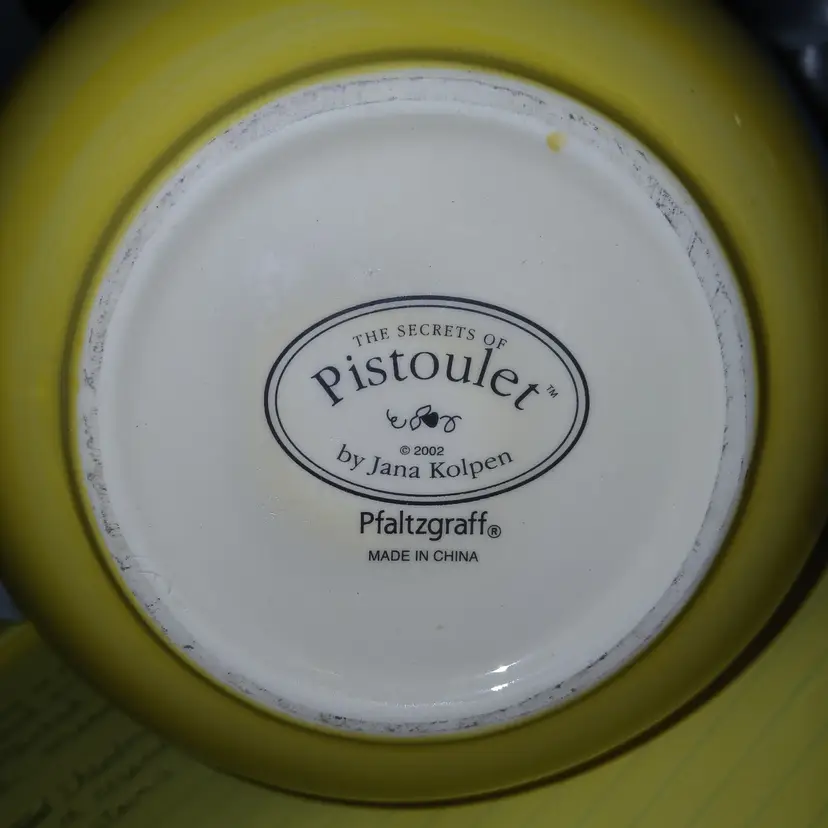 THE SECRETS OF
Pistoulet™
© 2002
by Jana Kolpen
Pfaltzgraff®
MADE IN CHINA